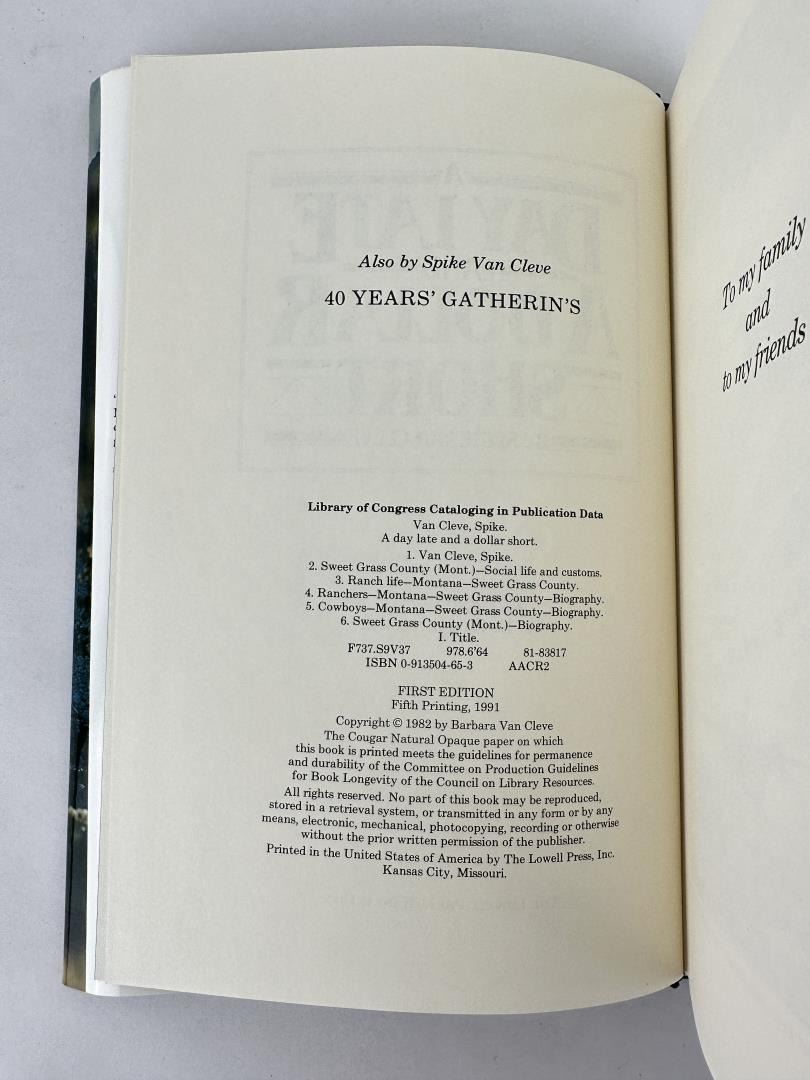 Also by Spike Van Cleve
40 YEARS' GATHERIN'S
Library of Congress Cataloging in Publication Data
Van Cleve, Spike.
A day late and a dollar short.
1. Van Cleve, Spike.
2. Sweet Grass County (Mont.)—Social life and customs.
3. Ranch life—Montana—Sweet Grass County.
4. Ranchers—Montana—Sweet Grass County—Biography.
5. Cowboys—Montana—Sweet Grass County—Biography.
6. Sweet Grass County (Mont.)—Biography.
I. Title.
F737.S9V37 978.6'64 81-83817
ISBN 0-913504-65-3 AACR2
FIRST EDITION
Fifth Printing, 1991
Copyright © 1982 by Barbara Van Cleve
The Cougar Natural Opaque paper on which
this book is printed meets the guidelines for permanence
and durability of the Committee on Production Guidelines
for Book Longevity of the Council on Library Resources.
All rights reserved. No part of this book may be reproduced,
stored in a retrieval system, or transmitted in any form or by any
means, electronic, mechanical, photocopying, recording or otherwise
without the prior written permission of the publisher.
Printed in the United States of America by The Lowell Press, Inc.
Kansas City, Missouri.
To my family
and
to my friends